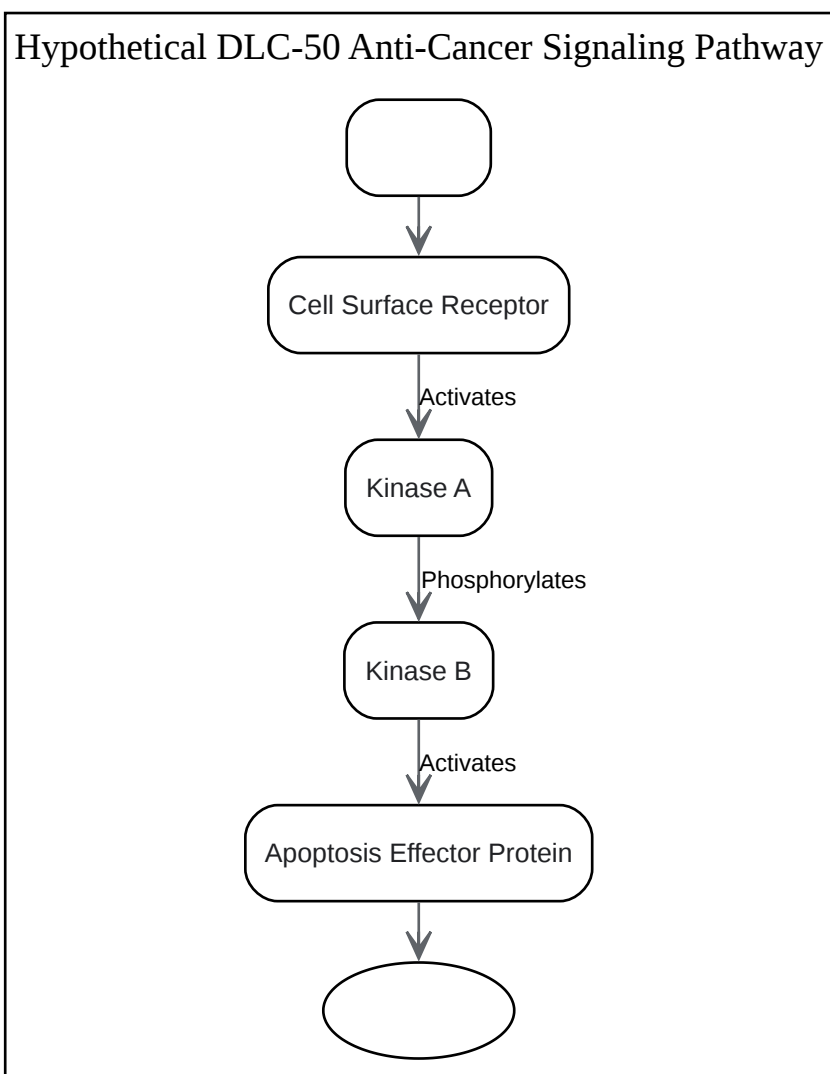 Hypothetical DLC-50 Anti-Cancer Signaling Pathway
Cell Surface Receptor
Activates
Kinase A
Phosphorylates
Kinase B
Activates
Apoptosis Effector Protein